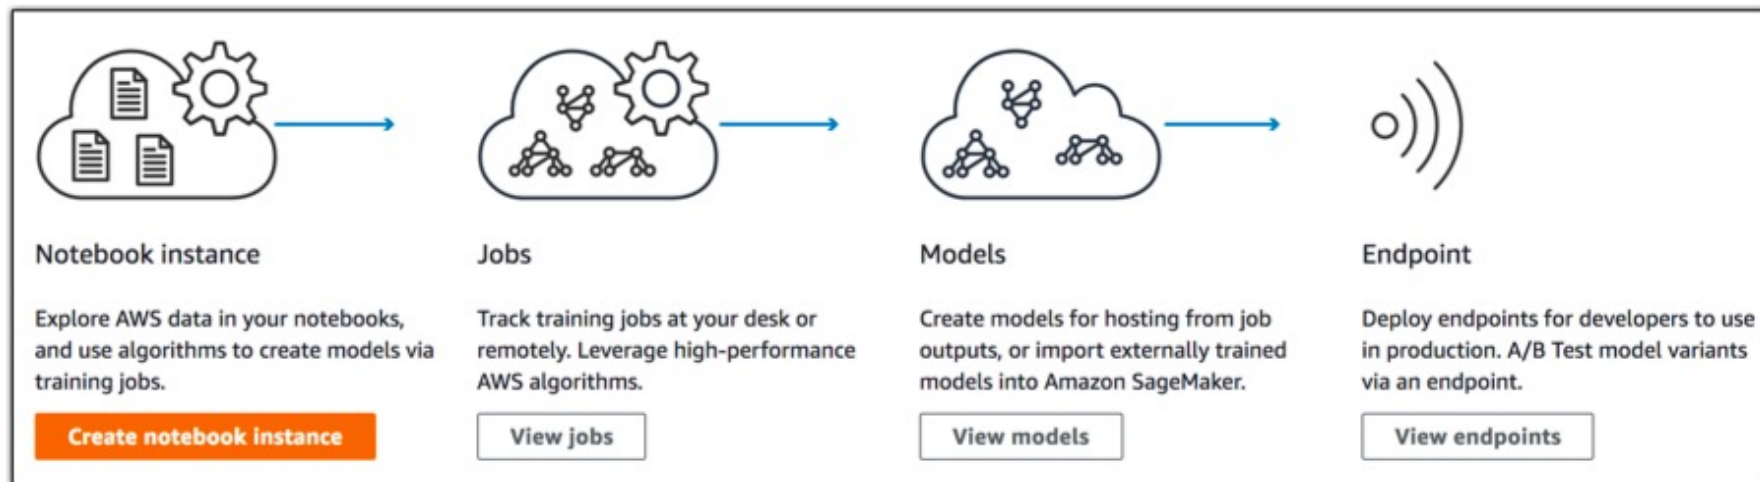 Notebook instance
Explore AWS data in your notebooks,
and use algorithms to create models via
training jobs.
Create notebook instance
Jobs
Track training jobs at your desk or
remotely. Leverage high-performance
AWS algorithms.
View jobs
Models
Create models for hosting from job
outputs, or import externally trained
models into Amazon SageMaker.
View models
Endpoint
Deploy endpoints for developers to use
in production. A/B Test model variants
via an endpoint.
View endpoints